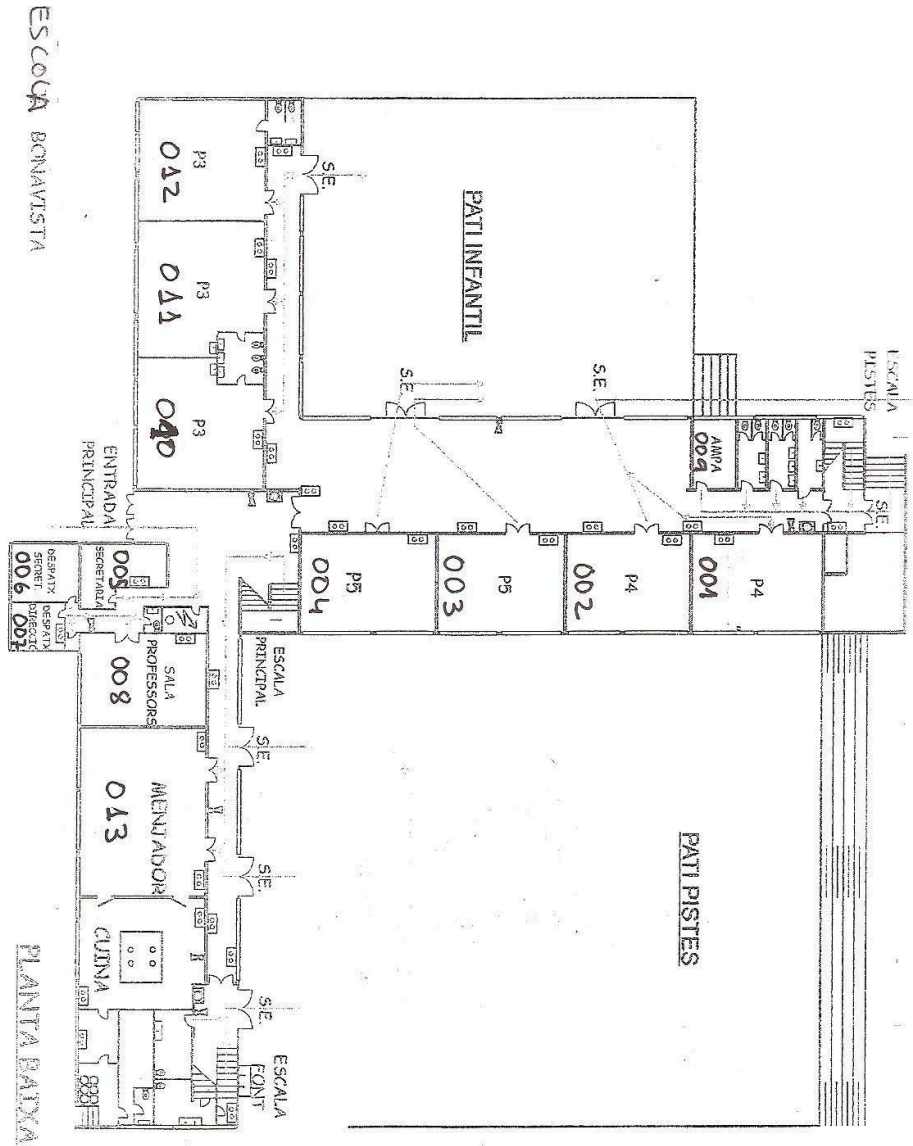 ESCOLA BONAVISTA
PLANTA BAIXA
PATI INFANTIL
PATI PISTES
ESCALA
PISTES
S.E.
S.E.
S.E.
S.E.
S.E.
S.E.
S.E.
P3
012
P3
011
P3
010
AMPA
009
P4
001
P4
002
P5
003
P5
004
ENTRADA
PRINCIPAL
ESCALA
PRINCIPAL
005
SECRETARIA
DESPATX
SECRET.
006
DESPATX
DIRECCIÓ
007
SALA
PROFESSORS
008
MENJADOR
013
CUINA
ESCALA
FONT